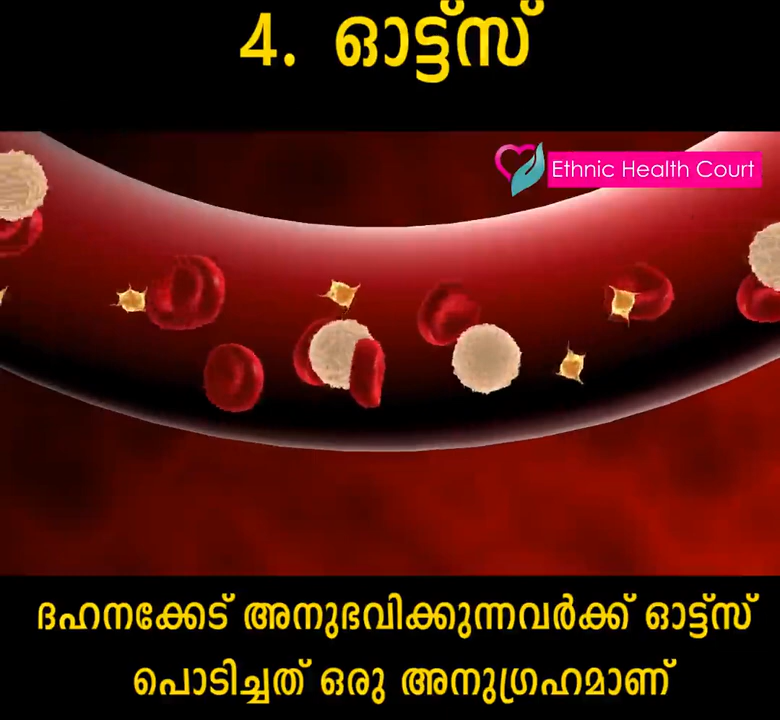 4. ഓട്ട്സ്
Ethnic Health Court
ദഹനക്കേട് അനുഭവിക്കുന്നവർക്ക് ഓട്ട്സ്
പൊടിച്ചത് ഒരു അനുഗ്രഹമാണ്